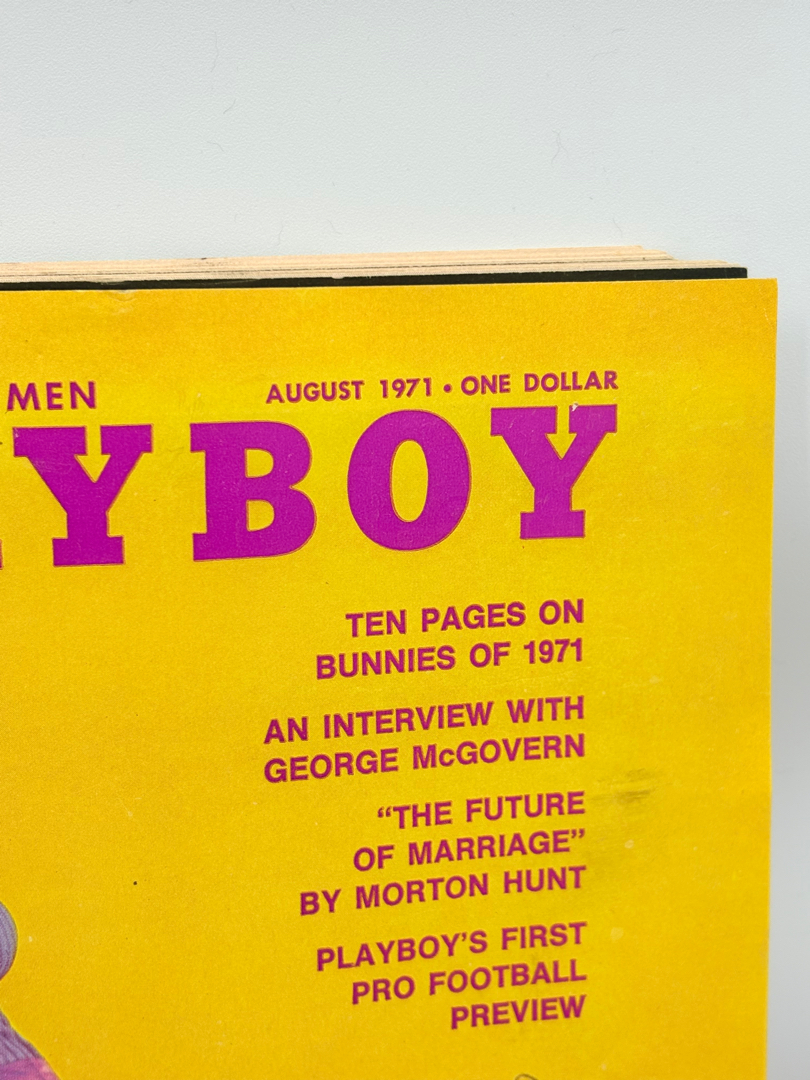 MEN AUGUST 1971 • ONE DOLLAR
YBOY
TEN PAGES ON
BUNNIES OF 1971
AN INTERVIEW WITH
GEORGE McGOVERN
“THE FUTURE
OF MARRIAGE”
BY MORTON HUNT
PLAYBOY’S FIRST
PRO FOOTBALL
PREVIEW